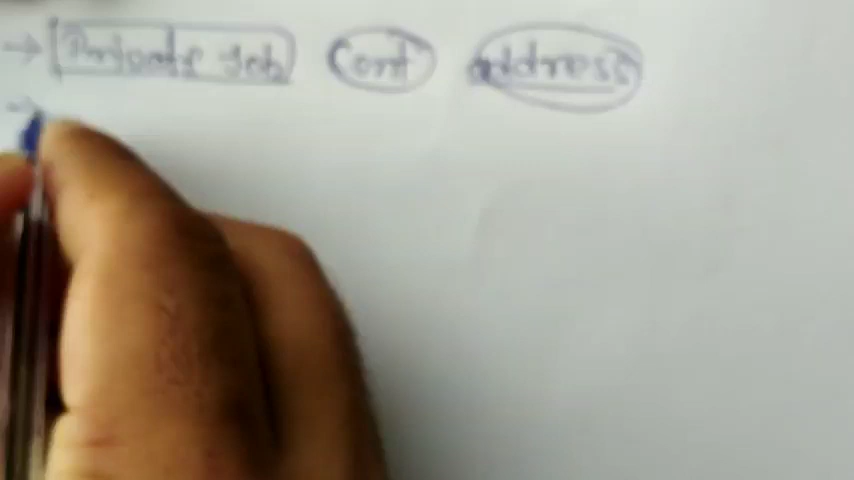 → Private Job Cont address
→